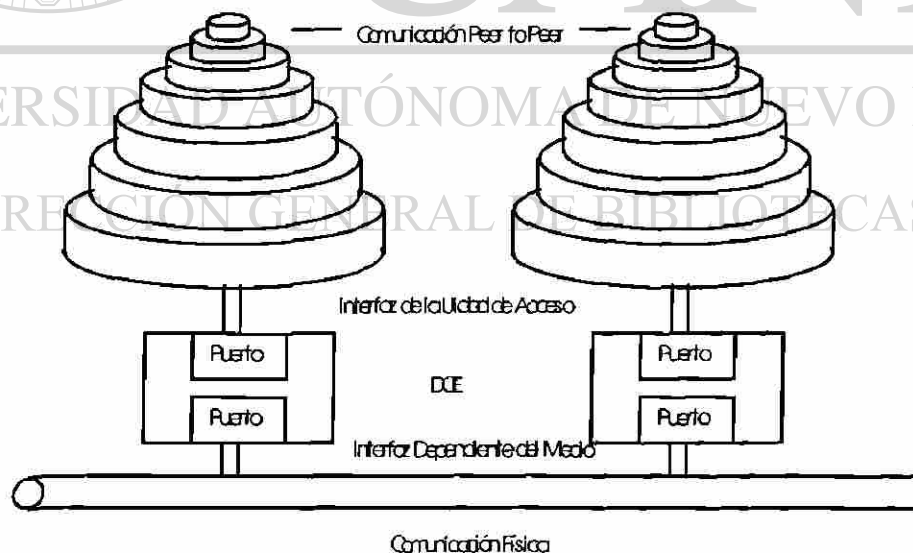 Comunicación Peer to Peer
ERSIDAD AUTÓNOMA DE NUEVO
RECCIÓN GENERAL DE BIBLIOTECAS
Interfaz de la Uidad de Acceso
Puerto
Puerto
DCE
Puerto
Puerto
Interfaz Dependiente del Medio
Comunicación Física